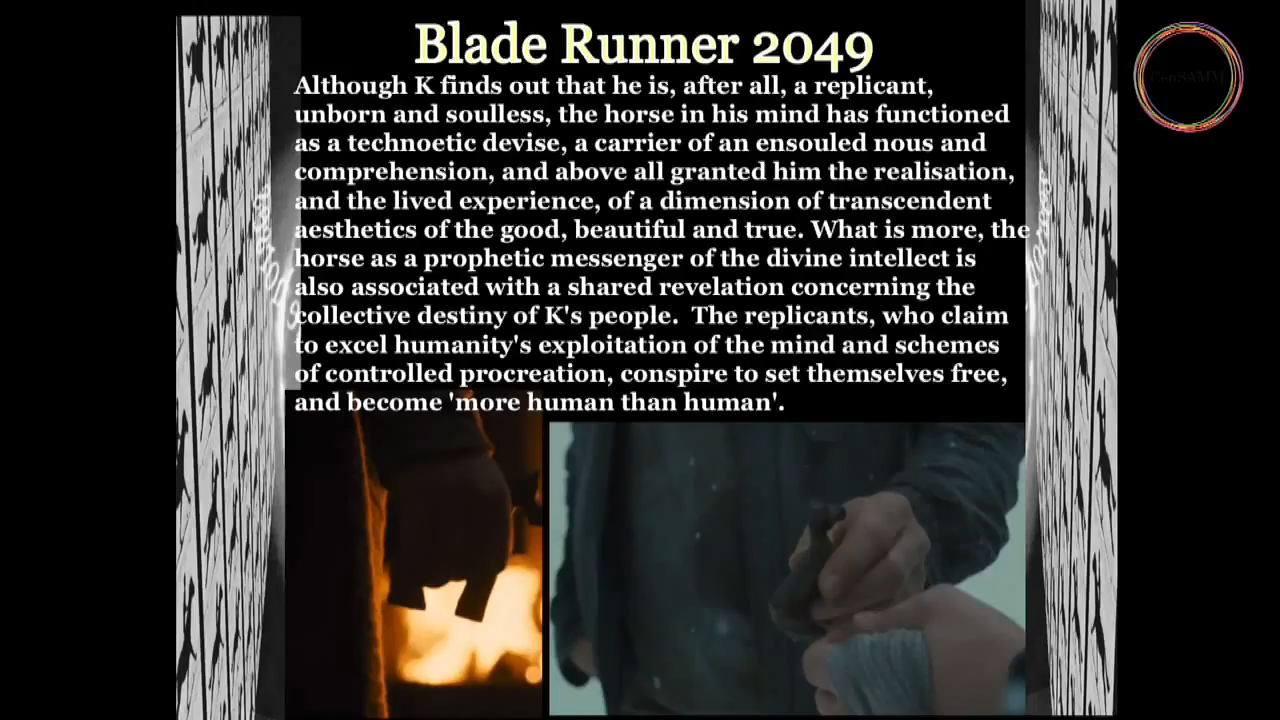 Blade Runner 2049
Although K finds out that he is, after all, a replicant,
unborn and soulless, the horse in his mind has functioned
as a technoetic devise, a carrier of an ensouled nous and
comprehension, and above all granted him the realisation,
and the lived experience, of a dimension of transcendent
aesthetics of the good, beautiful and true. What is more, the
horse as a prophetic messenger of the divine intellect is
also associated with a shared revelation concerning the
collective destiny of K's people.  The replicants, who claim
to excel humanity's exploitation of the mind and schemes
of controlled procreation, conspire to set themselves free,
and become 'more human than human'.
CenSAMM